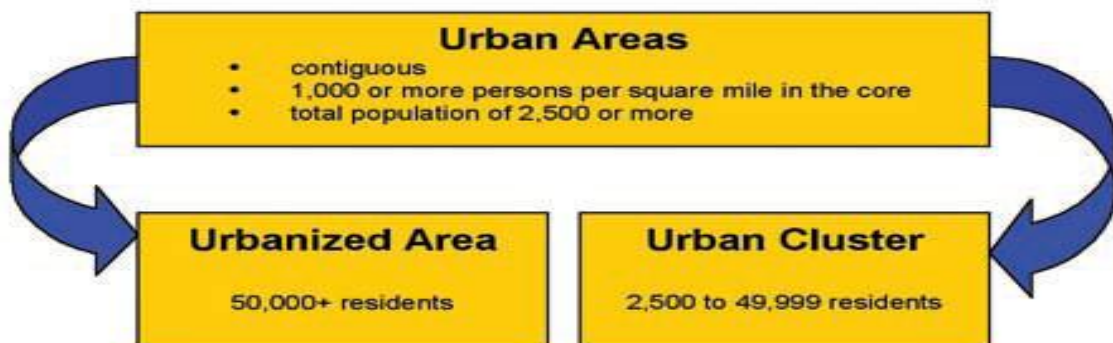 Urban Areas
• contiguous
• 1,000 or more persons per square mile in the core
• total population of 2,500 or more
Urbanized Area
50,000+ residents
Urban Cluster
2,500 to 49,999 residents